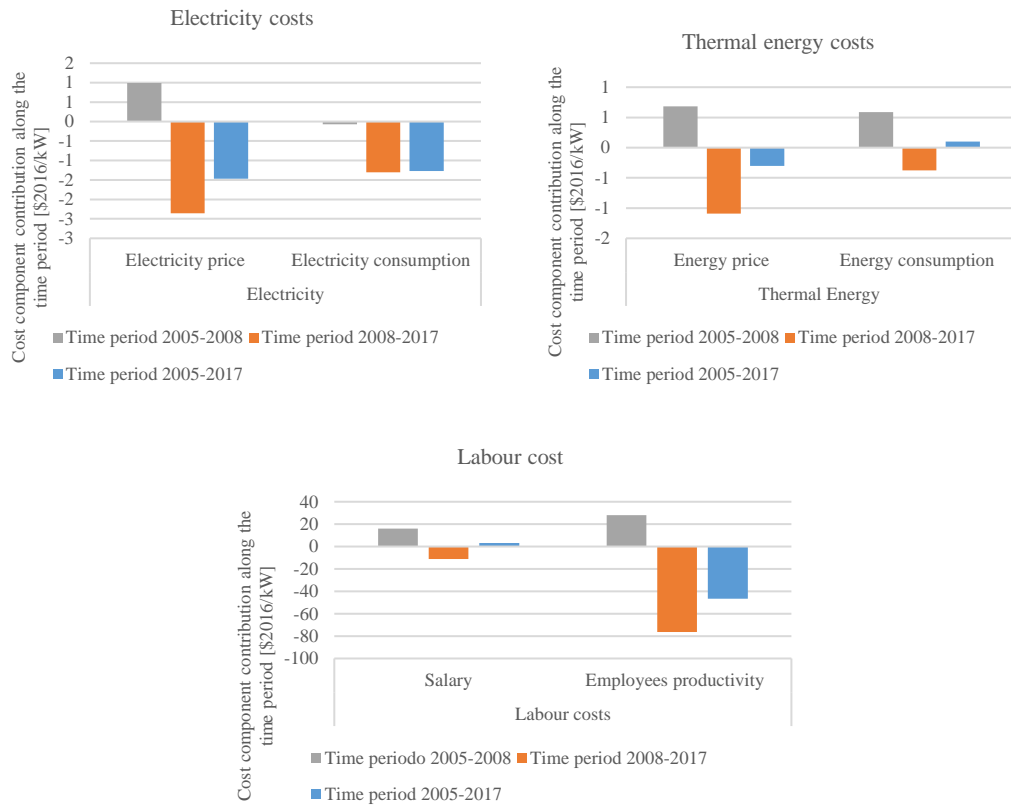 Electricity costs
Cost component contribution along the
time period [$2016/kW]
2
1
1
0
-1
-1
-2
-2
-3
-3
Electricity price
Electricity consumption
Electricity
Time period 2005-2008
Time period 2008-2017
Time period 2005-2017
Thermal energy costs
Cost component contribution along the
time period [$2016/kW]
1
1
0
-1
-1
-2
Energy price
Energy consumption
Thermal Energy
Time period 2005-2008
Time period 2008-2017
Time period 2005-2017
Labour cost
Cost component contribution along the
time period [$2016/kW]
40
20
0
-20
-40
-60
-80
-100
Salary
Employees productivity
Labour costs
Time periodo 2005-2008
Time period 2008-2017
Time period 2005-2017